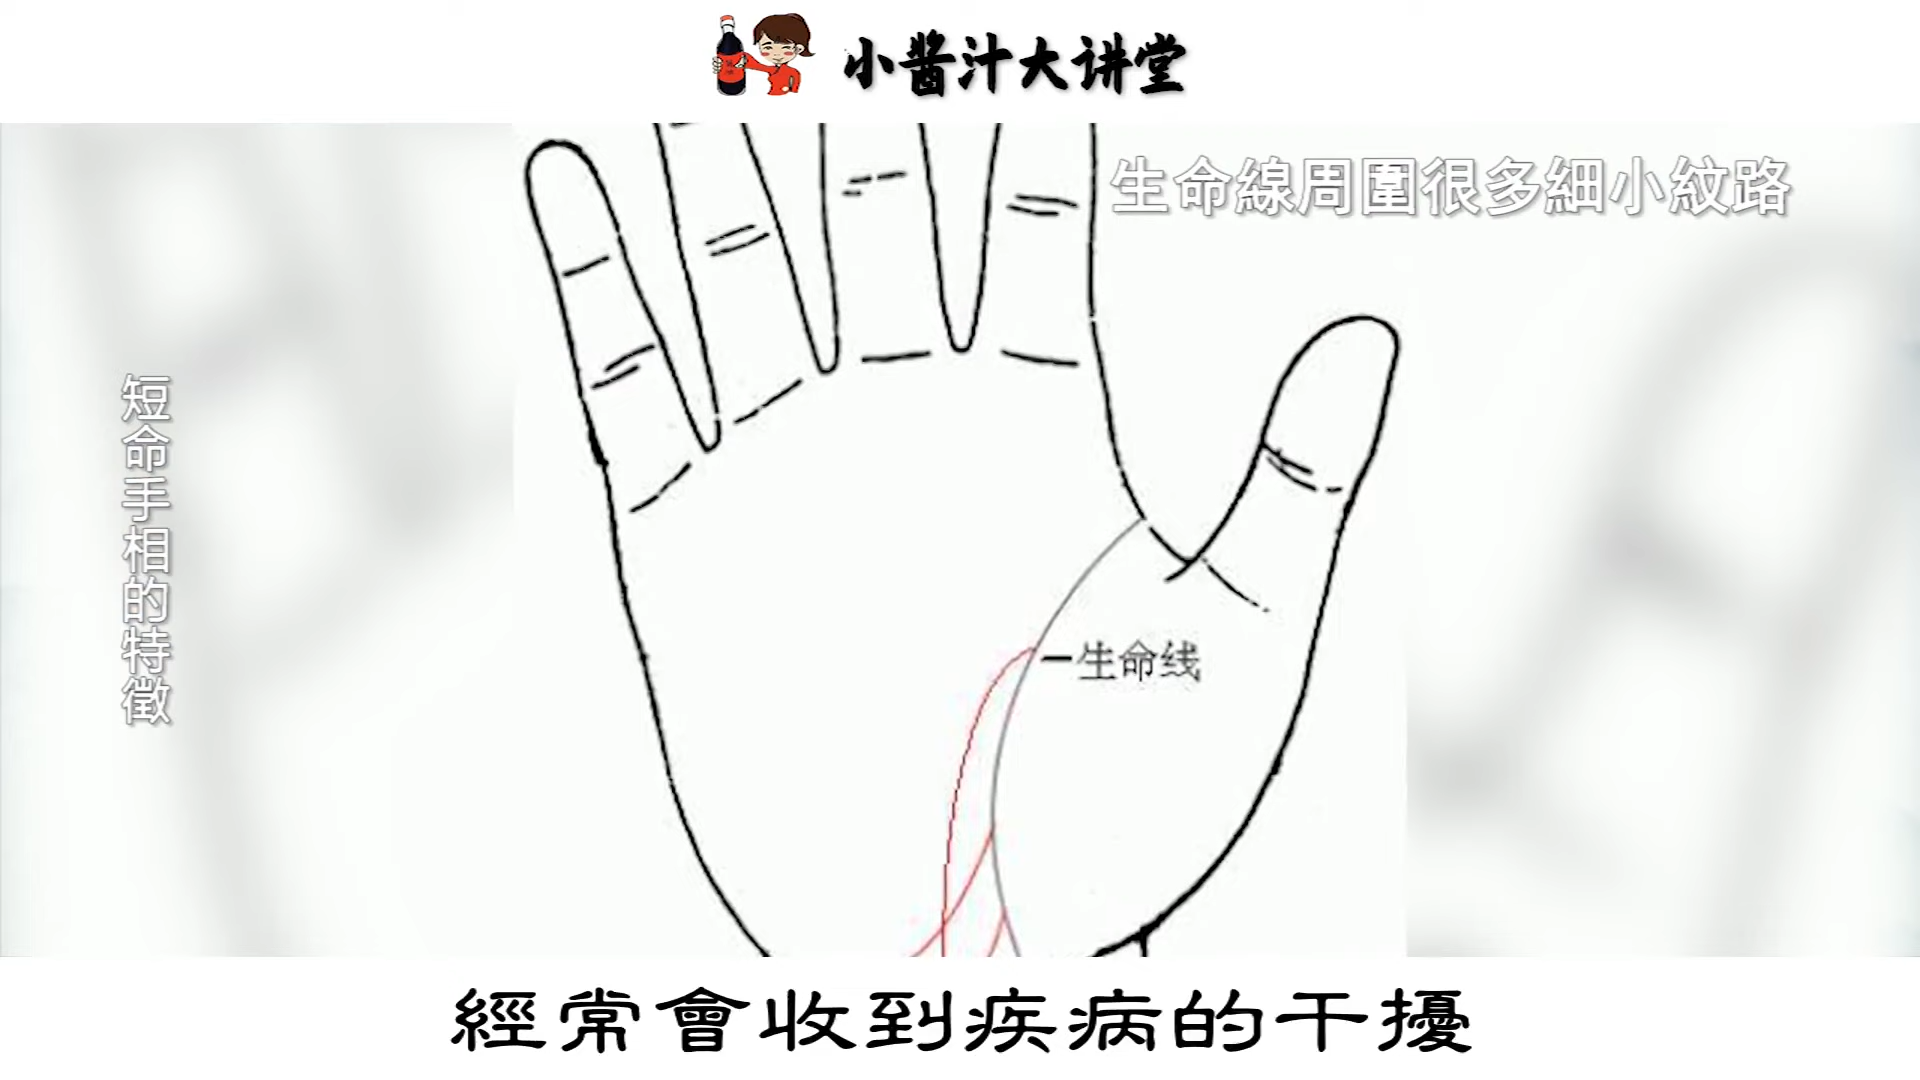 小酱汁大讲堂
生命線周圍很多細小紋路
短命手相的特徵
生命线
經常會收到疾病的干擾